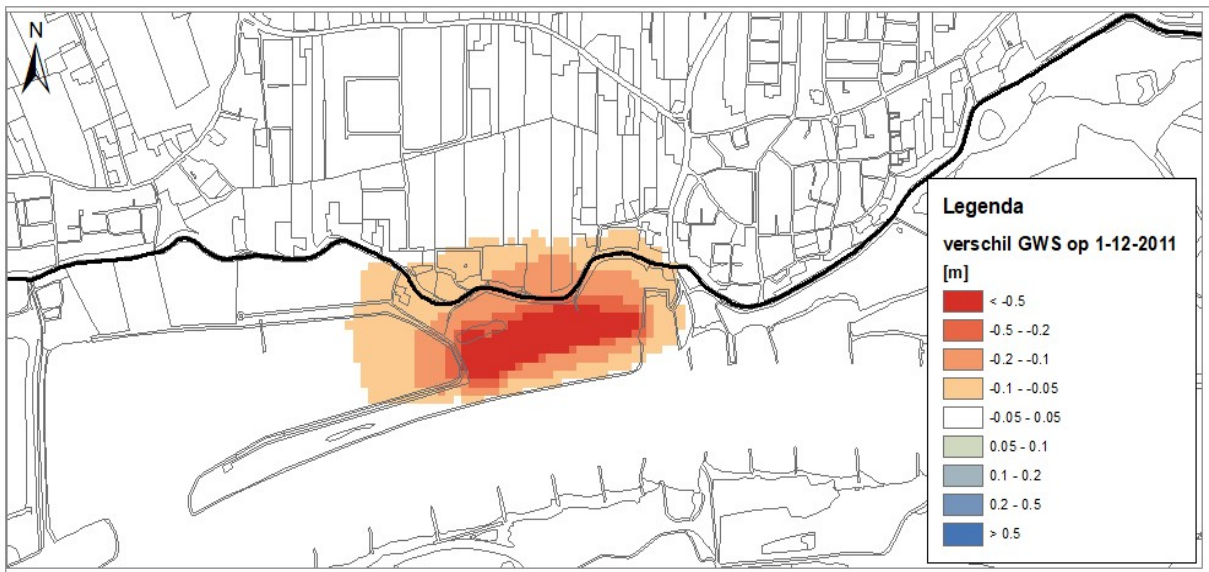 N
Legenda
verschil GWS op 1-12-2011
[m]
< -0.5
-0.5 - -0.2
-0.2 - -0.1
-0.1 - -0.05
-0.05 - 0.05
0.05 - 0.1
0.1 - 0.2
0.2 - 0.5
> 0.5